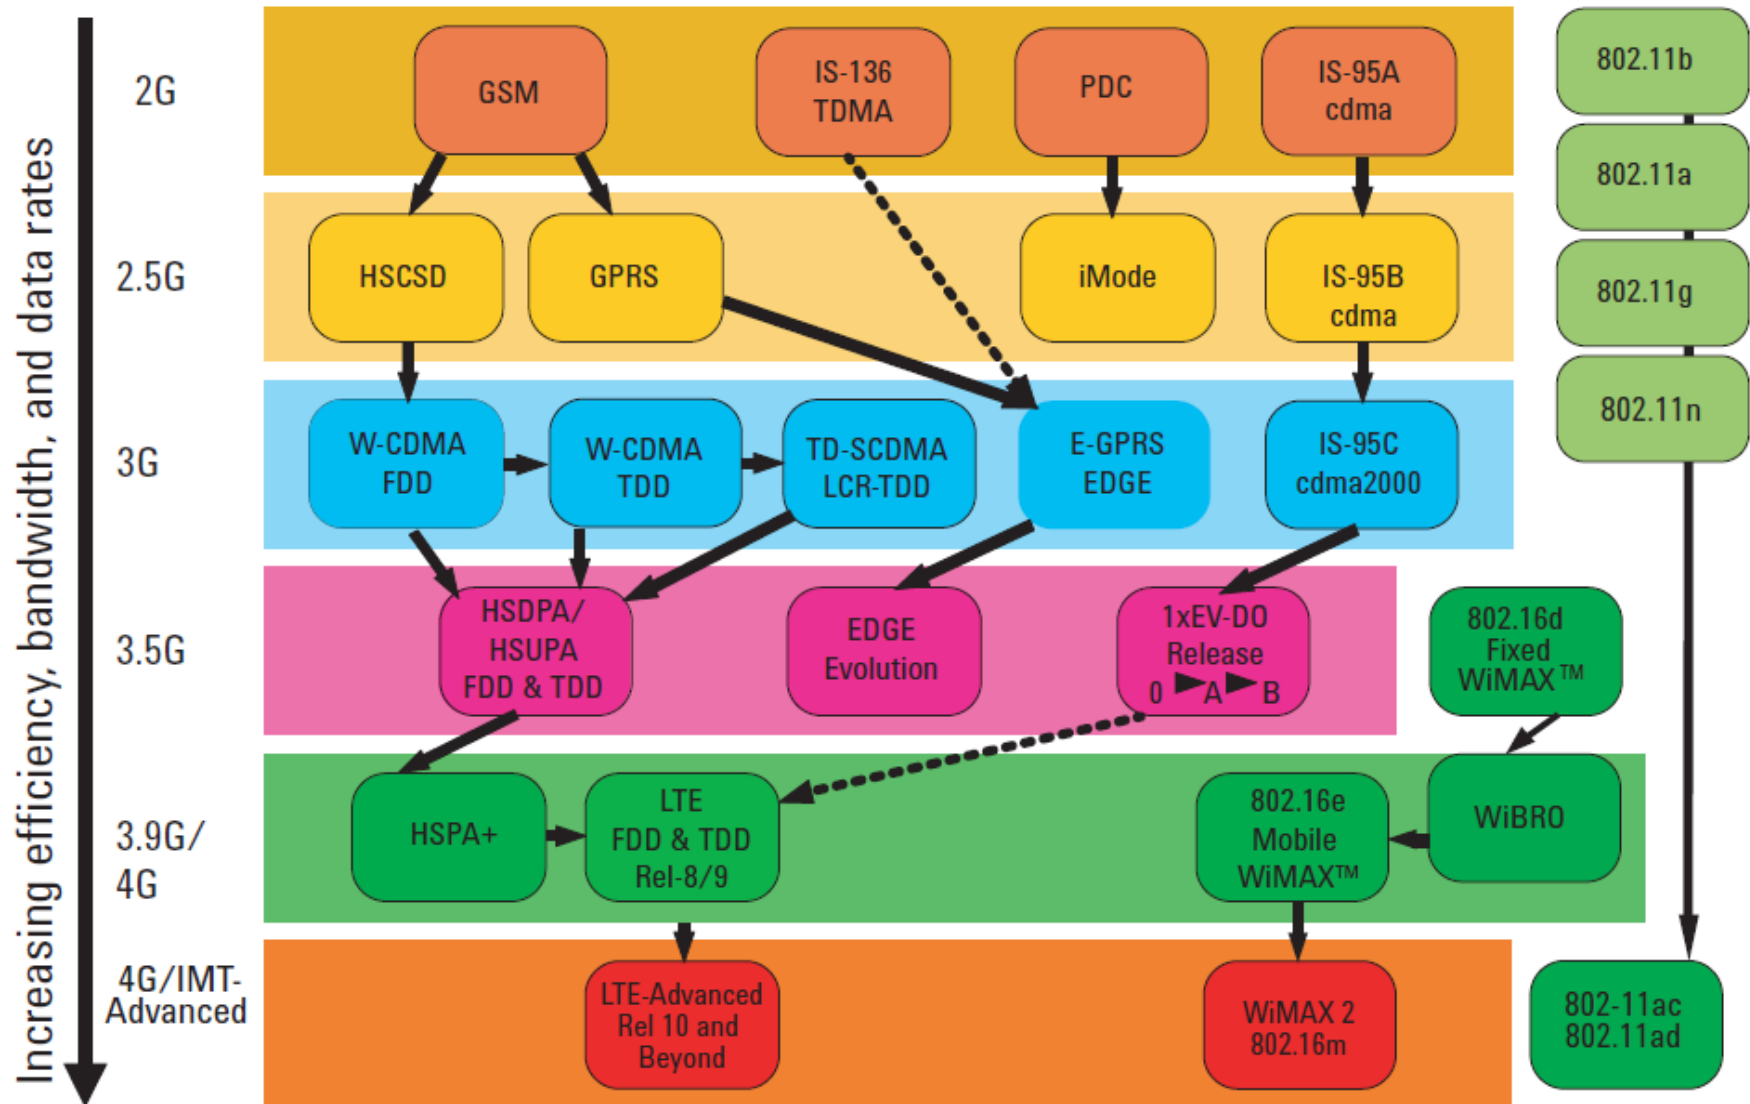 Increasing efficiency, bandwidth, and data rates
2G
GSM
IS-136
TDMA
PDC
IS-95A
cdma
802.11b
802.11a
2.5G
HSCSD
GPRS
iMode
IS-95B
cdma
802.11g
802.11n
3G
W-CDMA
FDD
W-CDMA
TDD
TD-SCDMA
LCR-TDD
E-GPRS
EDGE
IS-95C
cdma2000
3.5G
HSDPA/
HSUPA
FDD & TDD
EDGE
Evolution
1xEV-DO
Release
0 A B
802.16d
Fixed
WiMAX™
3.9G/
4G
HSPA+
LTE
FDD & TDD
Rel-8/9
802.16e
Mobile
WiMAX™
WiBRO
4G/IMT-
Advanced
LTE-Advanced
Rel 10 and
Beyond
WiMAX 2
802.16m
802-11ac
802.11ad